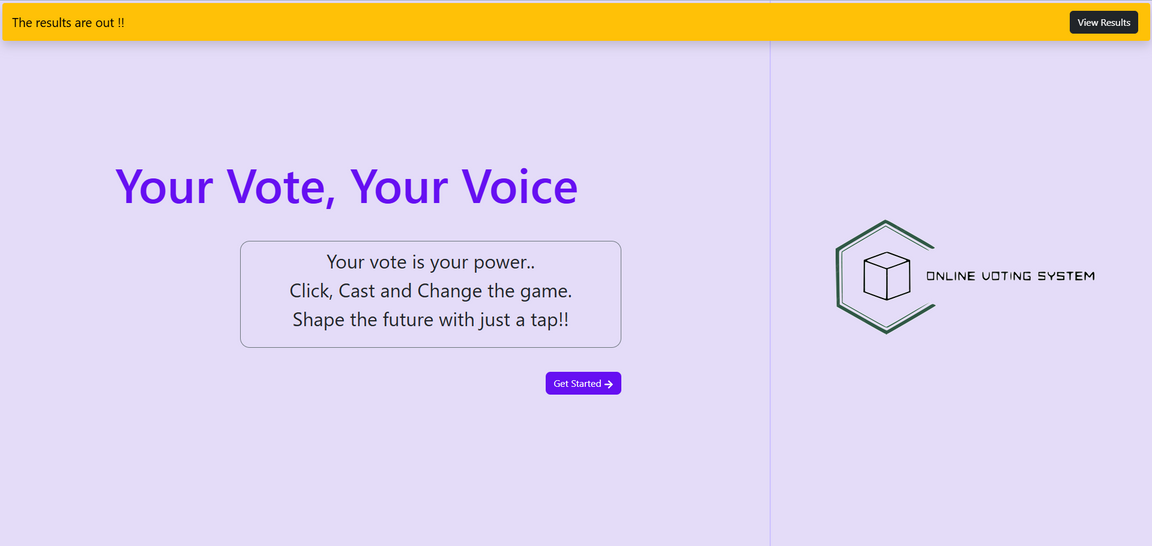 The results are out !!
View Results
Your Vote, Your Voice
Your vote is your power..
Click, Cast and Change the game.
Shape the future with just a tap!!
Get Started →
ONLINE VOTING SYSTEM